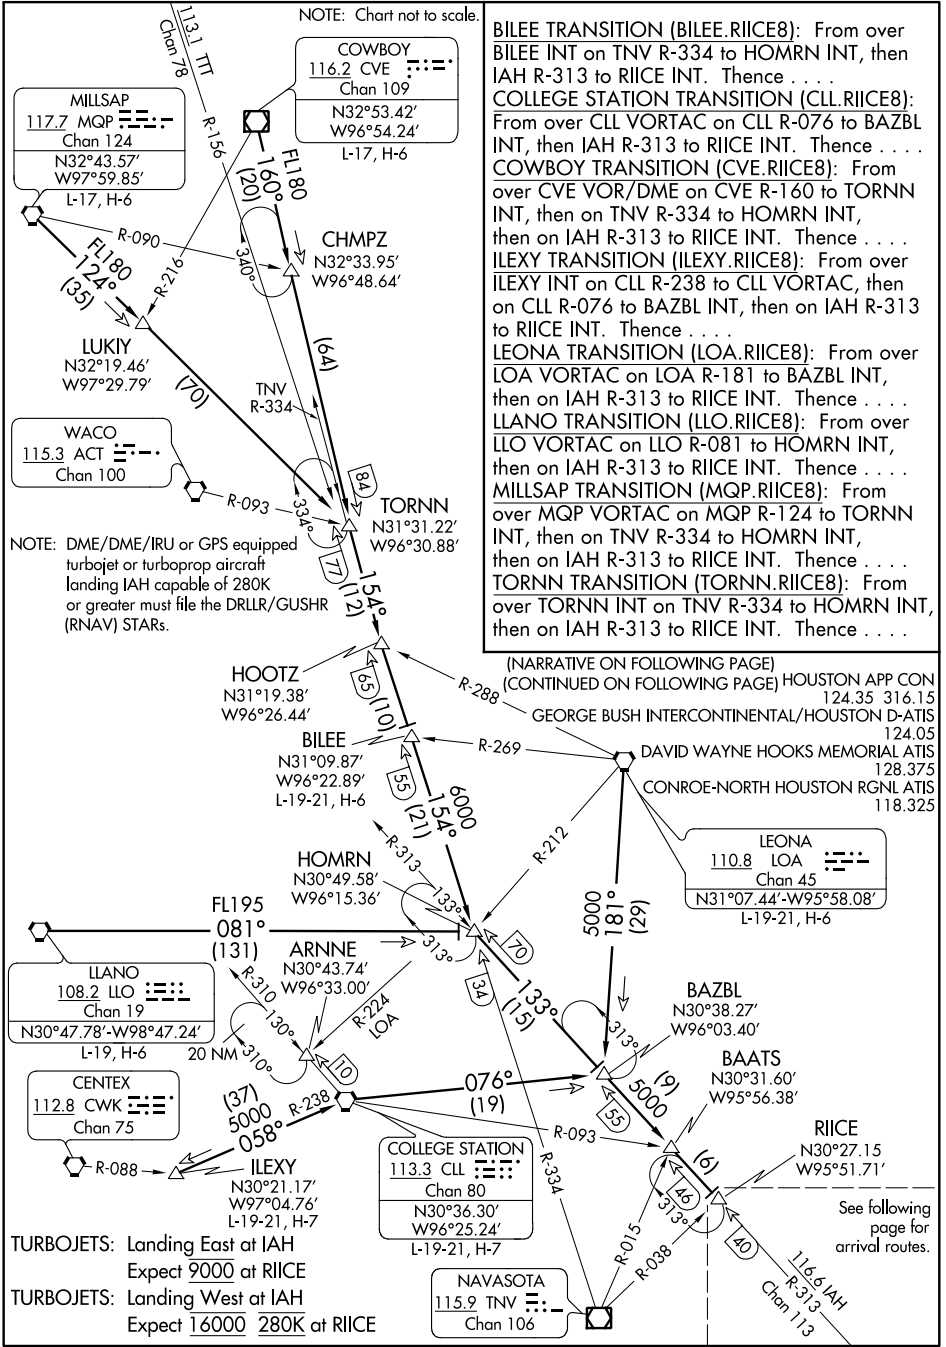 NOTE: Chart not to scale.
113.1 TTT
Chan 78
COWBOY
116.2 CVE
Chan 109
N32°53.42′
W96°54.24′
L-17, H-6
MILLSAP
117.7 MQP
Chan 124
N32°43.57′
W97°59.85′
L-17, H-6
R-156
FL180
160°
(20)
R-090
R-216
340°
CHMPZ
N32°33.95′
W96°48.64′
FL180
124°
(35)
LUKIY
N32°19.46′
W97°29.79′
(70)
(64)
TNV
R-334
WACO
115.3 ACT
Chan 100
R-093
334°
84
TORNN
N31°31.22′
W96°30.88′
77
NOTE: DME/DME/IRU or GPS equipped
turbojet or turboprop aircraft
landing IAH capable of 280K
or greater must file the DRLLR/GUSHR
(RNAV) STARs.
154°
(12)
HOOTZ
N31°19.38′
W96°26.44′
65
(10)
R-288
BILEE
N31°09.87′
W96°22.89′
L-19-21, H-6
R-269
55
6000
154°
(21)
BILEE TRANSITION (BILEE.RIICE8): From over
BILEE INT on TNV R-334 to HOMRN INT, then
IAH R-313 to RIICE INT. Thence . . . .
COLLEGE STATION TRANSITION (CLL.RIICE8):
From over CLL VORTAC on CLL R-076 to BAZBL
INT, then IAH R-313 to RIICE INT. Thence . . . .
COWBOY TRANSITION (CVE.RIICE8): From
over CVE VOR/DME on CVE R-160 to TORNN
INT, then on TNV R-334 to HOMRN INT,
then on IAH R-313 to RIICE INT. Thence . . . .
ILEXY TRANSITION (ILEXY.RIICE8): From over
ILEXY INT on CLL R-238 to CLL VORTAC, then
on CLL R-076 to BAZBL INT, then on IAH R-313
to RIICE INT. Thence . . . .
LEONA TRANSITION (LOA.RIICE8): From over
LOA VORTAC on LOA R-181 to BAZBL INT,
then on IAH R-313 to RIICE INT. Thence . . . .
LLANO TRANSITION (LLO.RIICE8): From over
LLO VORTAC on LLO R-081 to HOMRN INT,
then on IAH R-313 to RIICE INT. Thence . . . .
MILLSAP TRANSITION (MQP.RIICE8): From
over MQP VORTAC on MQP R-124 to TORNN
INT, then on TNV R-334 to HOMRN INT,
then on IAH R-313 to RIICE INT. Thence . . . .
TORNN TRANSITION (TORNN.RIICE8): From
over TORNN INT on TNV R-334 to HOMRN INT,
then on IAH R-313 to RIICE INT. Thence . . . .
(NARRATIVE ON FOLLOWING PAGE)
(CONTINUED ON FOLLOWING PAGE)
HOUSTON APP CON
124.35 316.15
GEORGE BUSH INTERCONTINENTAL/HOUSTON D-ATIS
124.05
DAVID WAYNE HOOKS MEMORIAL ATIS
128.375
CONROE-NORTH HOUSTON RGNL ATIS
118.325
LEONA
110.8 LOA
Chan 45
N31°07.44′-W95°58.08′
L-19-21, H-6
R-212
R-313
133°
HOMRN
N30°49.58′
W96°15.36′
313°
70
34
5000
181°
(29)
FL195
081°
(131)
LLANO
108.2 LLO
Chan 19
N30°47.78′-W98°47.24′
L-19, H-6
ARNNE
N30°43.74′
W96°33.00′
R-310
130°
310°
20 NM
R-224
LOA
10
133°
(15)
313°
BAZBL
N30°38.27′
W96°03.40′
55
(9)
5000
BAATS
N30°31.60′
W95°56.38′
CENTEX
112.8 CWK
Chan 75
R-088
(37)
5000
058°
R-238
ILEXY
N30°21.17′
W97°04.76′
L-19-21, H-7
076°
(19)
R-093
COLLEGE STATION
113.3 CLL
Chan 80
N30°36.30′
W96°25.24′
L-19-21, H-7
R-334
(6)
46
313°
RIICE
N30°27.15
W95°51.71′
R-015
R-038
40
See following
page for
arrival routes.
116.6 IAH
R-313
Chan 113
NAVASOTA
115.9 TNV
Chan 106
TURBOJETS: Landing East at IAH
Expect 9000 at RIICE
TURBOJETS: Landing West at IAH
Expect 16000 280K at RIICE